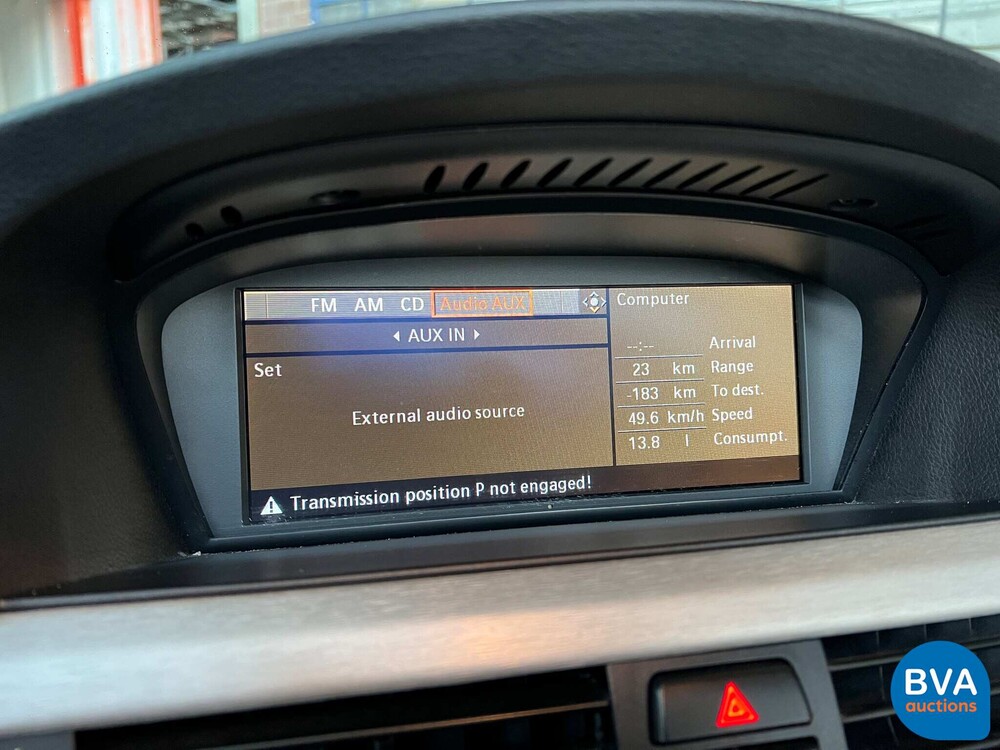 FM AM CD Audio AUX
AUX IN
Set
External audio source
Transmission position P not engaged!
Computer
--:-- Arrival
23 km Range
-183 km To dest.
49.6 km/h Speed
13.8 l Consumpt.
BVA
auctions